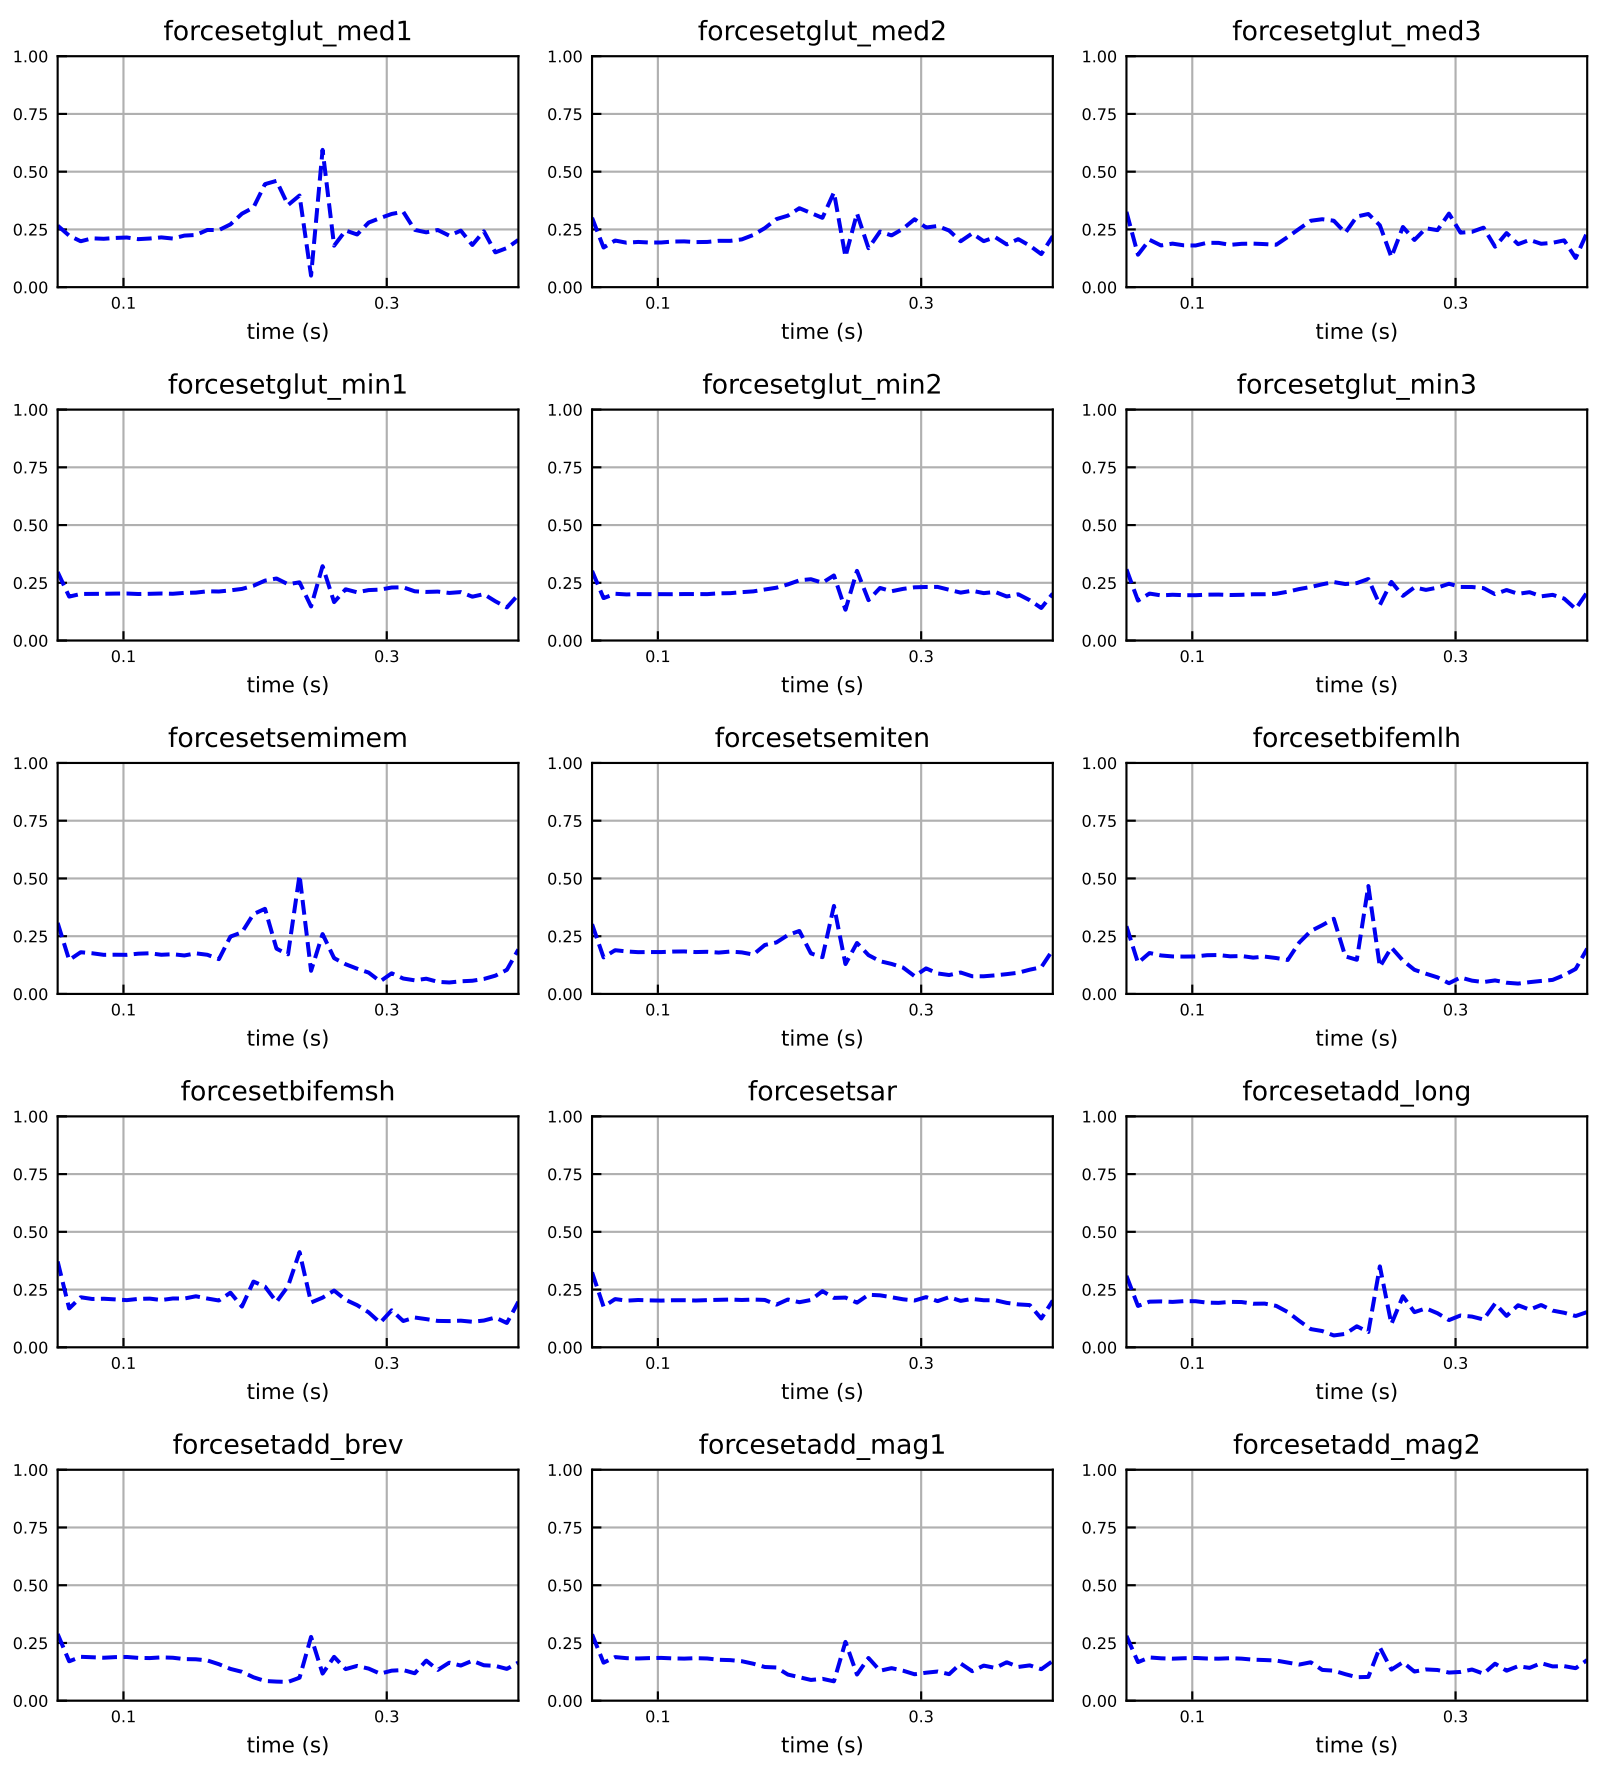 forcesetglut_med1 forcesetglut_med2 forcesetglut_med3
1.00 1.00 1.00
0.75 0.75 0.75
0.50 0.50 0.50
0.25 0.25 0.25
0.00 0.00 0.00
0.1 0.3 0.1 0.3 0.1 0.3
time (s) time (s) time (s)
forcesetglut_min1 forcesetglut_min2 forcesetglut_min3
1.00 1.00 1.00
0.75 0.75 0.75
0.50 0.50 0.50
0.25 0.25 0.25
0.00 0.00 0.00
0.1 0.3 0.1 0.3 0.1 0.3
time (s) time (s) time (s)
forcesetsemimem forcesetsemiten forcesetbifemlh
1.00 1.00 1.00
0.75 0.75 0.75
0.50 0.50 0.50
0.25 0.25 0.25
0.00 0.00 0.00
0.1 0.3 0.1 0.3 0.1 0.3
time (s) time (s) time (s)
forcesetbifemsh forcesetsar forcesetadd_long
1.00 1.00 1.00
0.75 0.75 0.75
0.50 0.50 0.50
0.25 0.25 0.25
0.00 0.00 0.00
0.1 0.3 0.1 0.3 0.1 0.3
time (s) time (s) time (s)
forcesetadd_brev forcesetadd_mag1 forcesetadd_mag2
1.00 1.00 1.00
0.75 0.75 0.75
0.50 0.50 0.50
0.25 0.25 0.25
0.00 0.00 0.00
0.1 0.3 0.1 0.3 0.1 0.3
time (s) time (s) time (s)